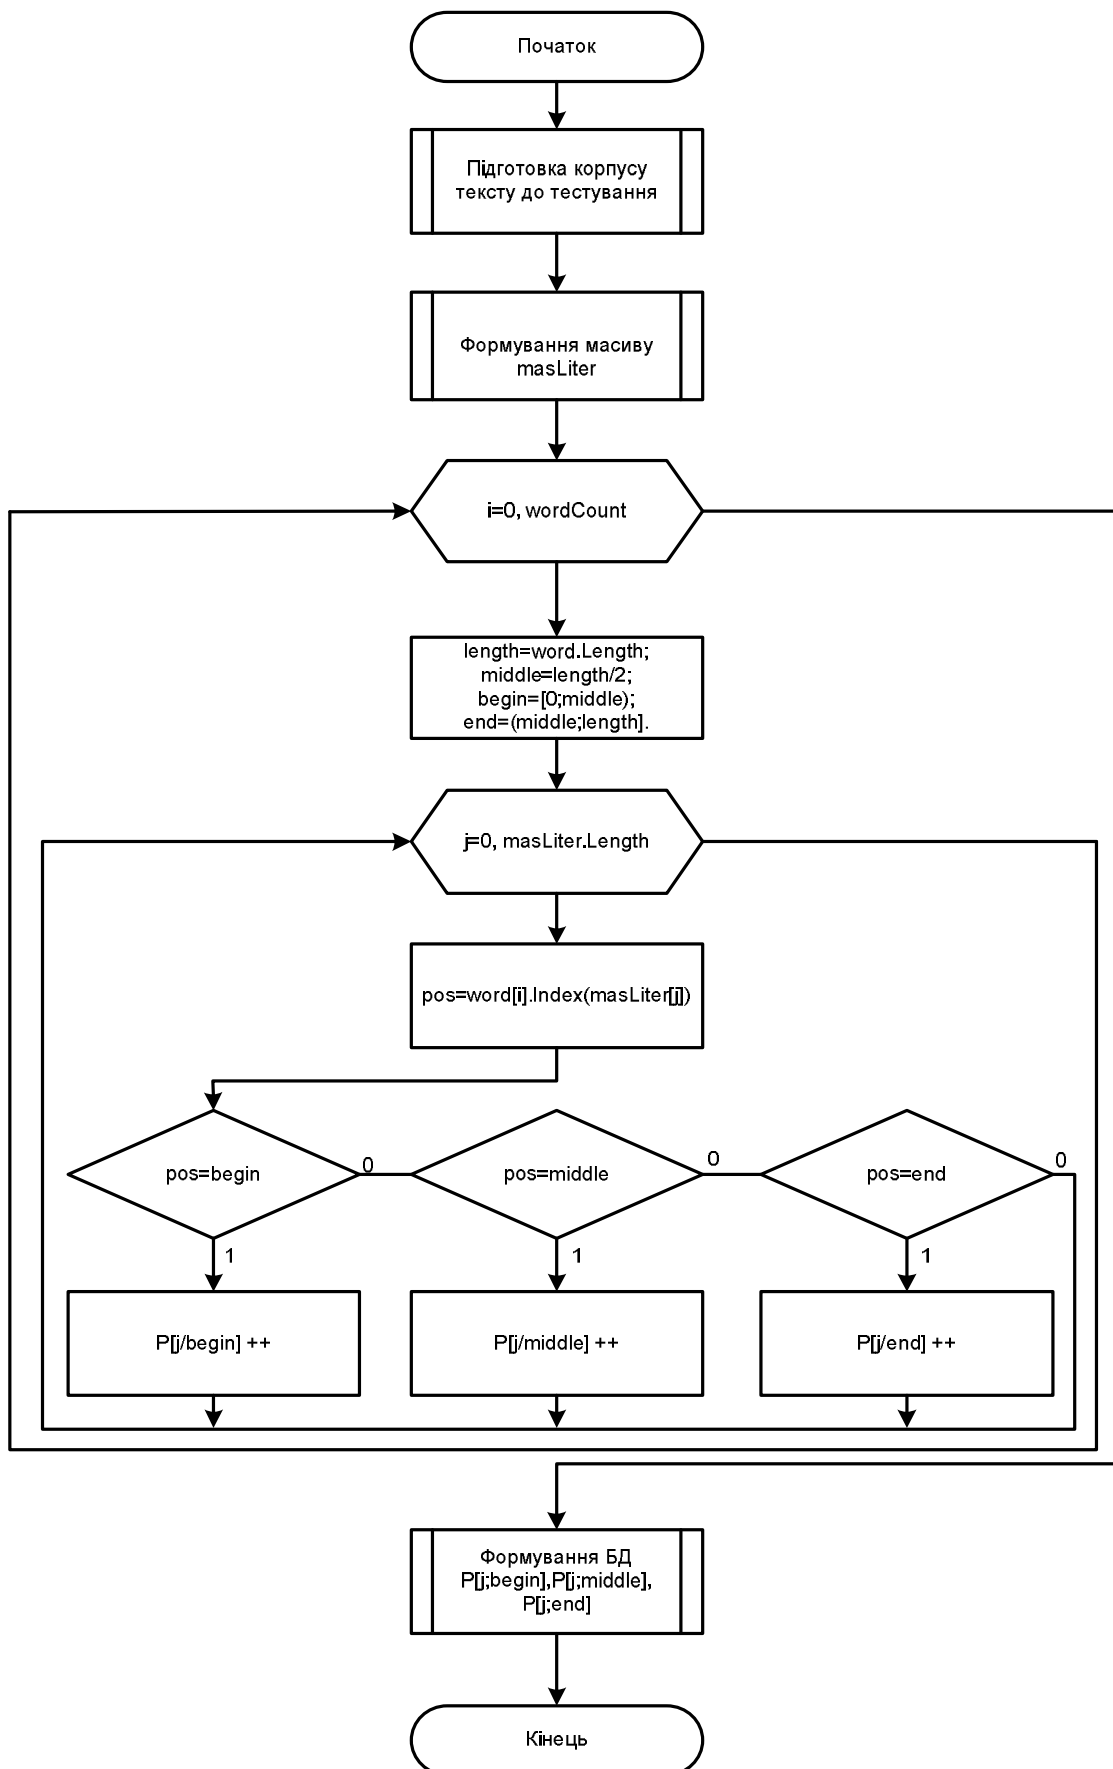 Початок
Підготовка корпусу
тексту до тестування
Формування масиву
masLiter
i=0, wordCount
length=word.Length;
middle=length/2;
begin=[0;middle);
end=(middle;length].
j=0, masLiter.Length
pos=word[i].Index(masLiter[j])
pos=begin
0
pos=middle
0
pos=end
0
1
1
1
P[j/begin] ++
P[j/middle] ++
P[j/end] ++
Формування БД
P[j;begin],P[j;middle],
P[j;end]
Кінець